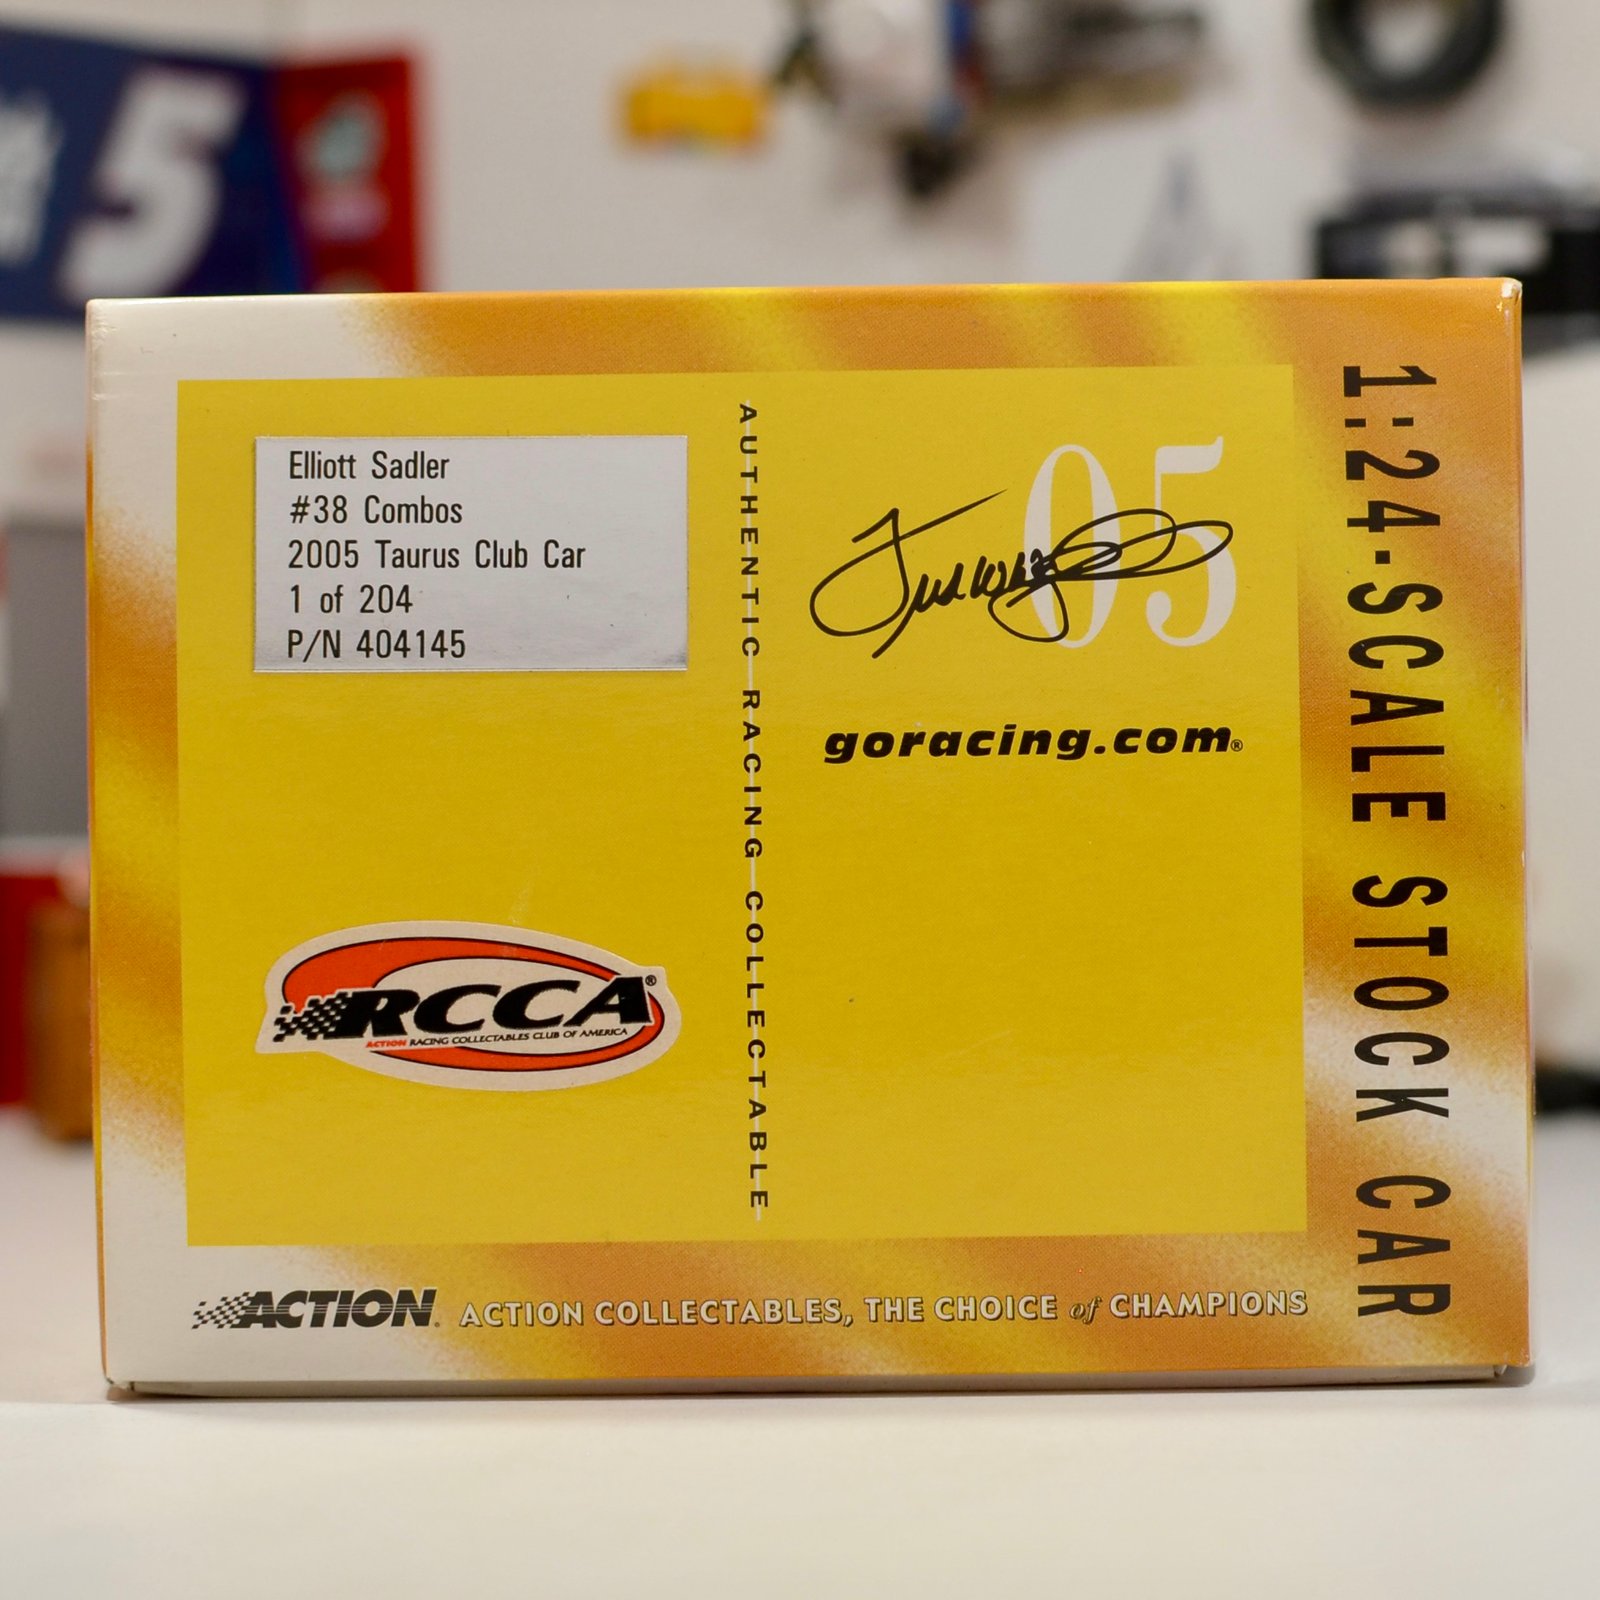 5
Elliott Sadler
#38 Combos
2005 Taurus Club Car
1 of 204
P/N 404145
AUTHENTIC RACING COLLECTABLE
05
goracing.com®
1:24-SCALE STOCK CAR
RCCA®
ACTION RACING COLLECTABLES CLUB OF AMERICA
ACTION
ACTION COLLECTABLES, THE CHOICE of CHAMPIONS